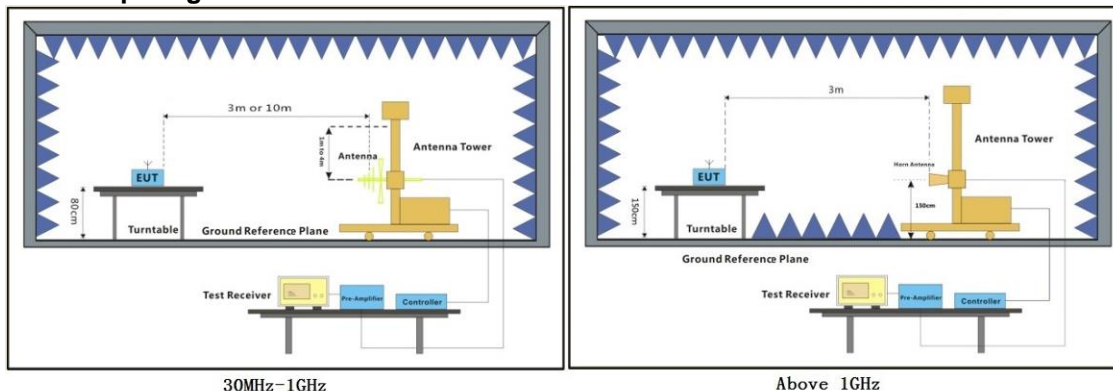 3m or 10m
1m to 4m
Antenna
Antenna Tower
EUT
80cm
Turntable
Ground Reference Plane
Test Receiver
Pre-Amplifier
Controller
30MHz-1GHz
3m
Horn Antenna
Antenna Tower
EUT
150cm
150cm
Turntable
Ground Reference Plane
Test Receiver
Pre-Amplifier
Controller
Above 1GHz